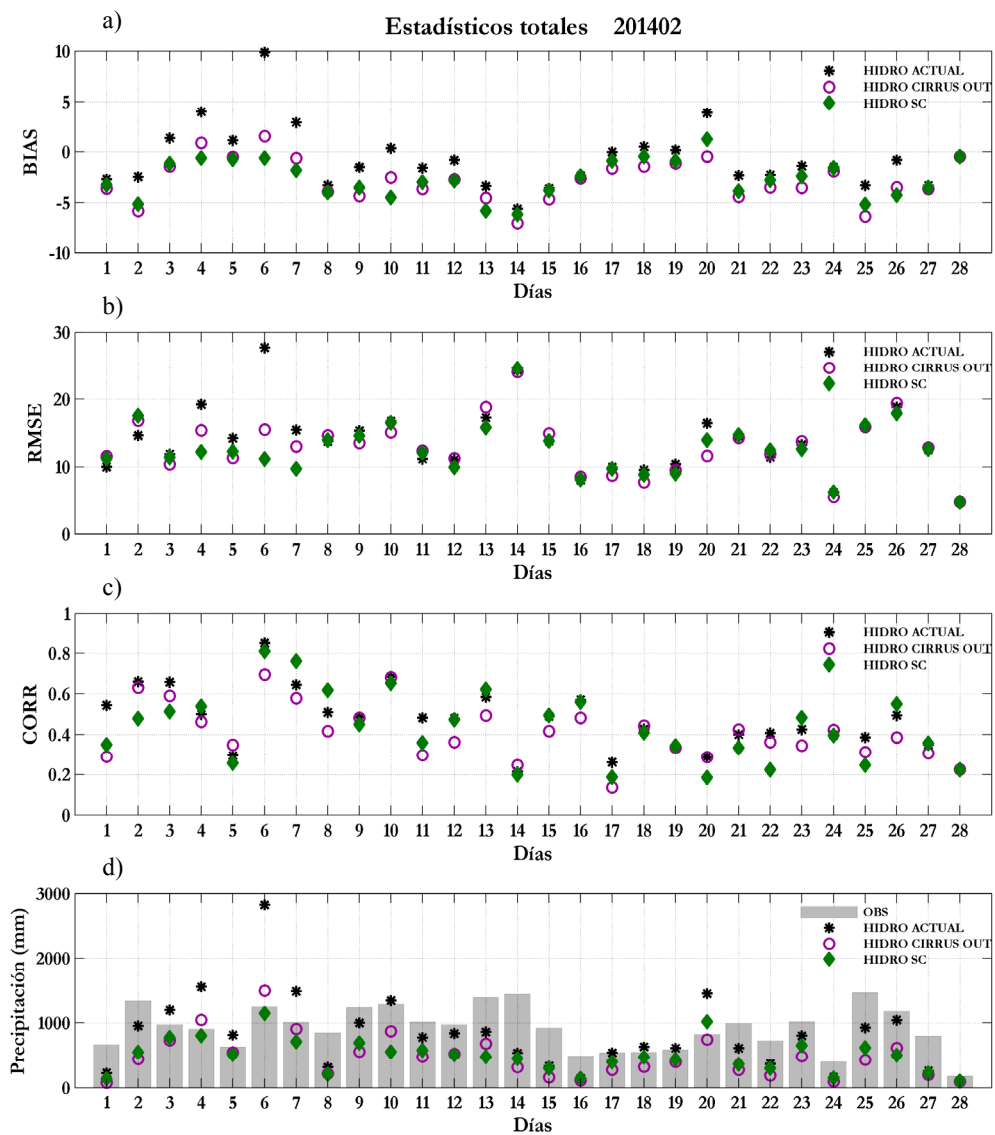 a)
Estadísticos totales 201402
BIAS
10
5
0
-5
-10
HIDRO ACTUAL
HIDRO CIRRUS OUT
HIDRO SC
1 2 3 4 5 6 7 8 9 10 11 12 13 14 15 16 17 18 19 20 21 22 23 24 25 26 27 28
Días
b)
RMSE
30
20
10
0
HIDRO ACTUAL
HIDRO CIRRUS OUT
HIDRO SC
1 2 3 4 5 6 7 8 9 10 11 12 13 14 15 16 17 18 19 20 21 22 23 24 25 26 27 28
Días
c)
CORR
1
0.8
0.6
0.4
0.2
0
HIDRO ACTUAL
HIDRO CIRRUS OUT
HIDRO SC
1 2 3 4 5 6 7 8 9 10 11 12 13 14 15 16 17 18 19 20 21 22 23 24 25 26 27 28
Días
d)
Precipitación (mm)
3000
2000
1000
0
OBS
HIDRO ACTUAL
HIDRO CIRRUS OUT
HIDRO SC
1 2 3 4 5 6 7 8 9 10 11 12 13 14 15 16 17 18 19 20 21 22 23 24 25 26 27 28
Días